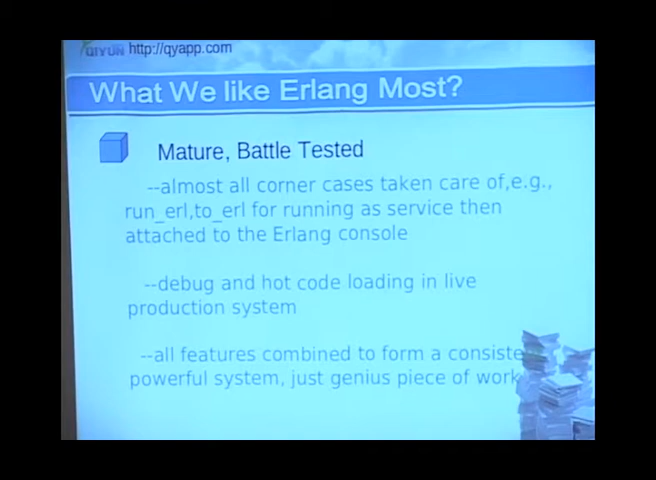 QIYUN http://qyapp.com
What We like Erlang Most?
Mature, Battle Tested
--almost all corner cases taken care of,e.g.,
run_erl,to_erl for running as service then
attached to the Erlang console
--debug and hot code loading in live
production system
--all features combined to form a consiste
powerful system, just genius piece of work